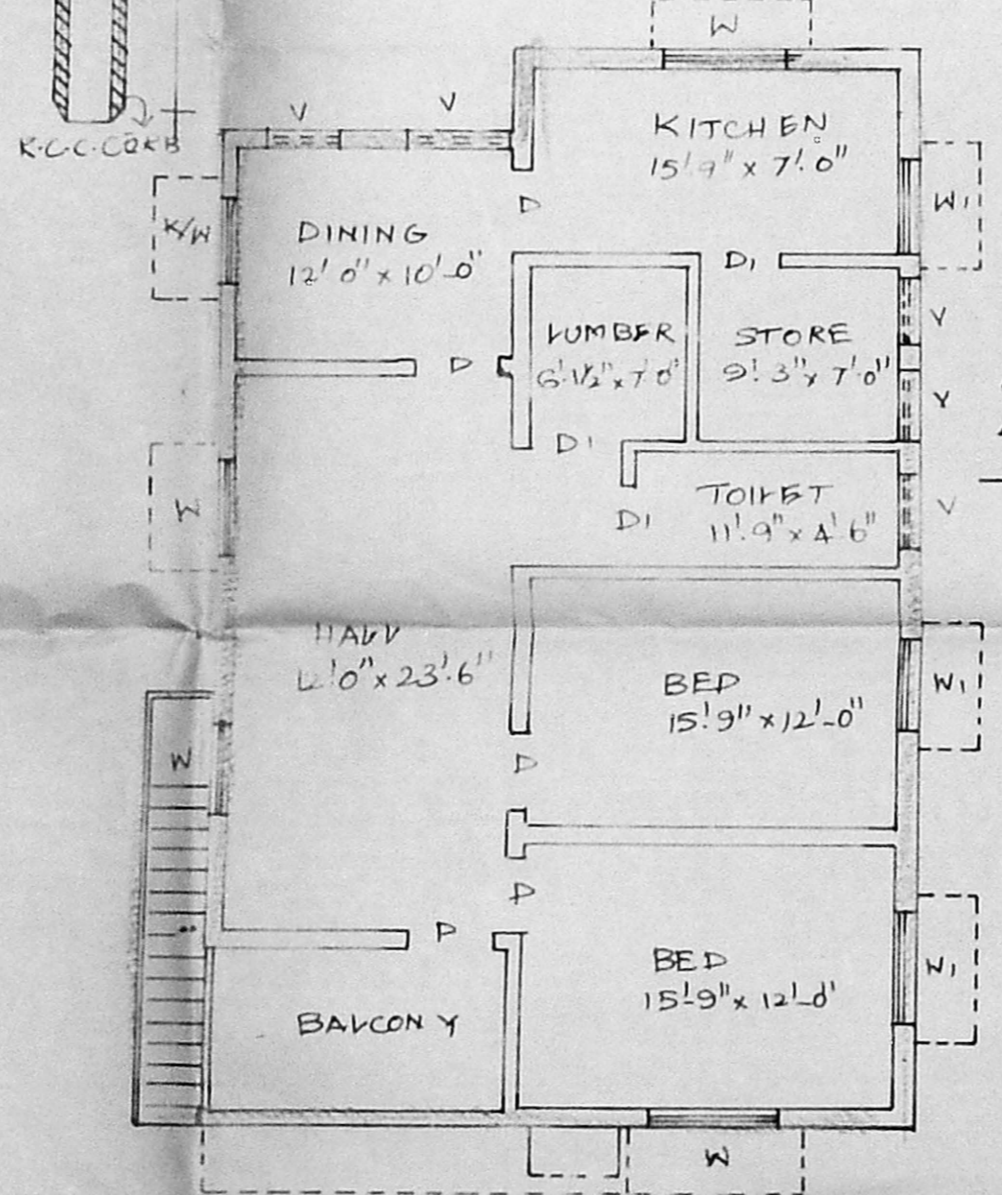 W
V
V
R.C.C.
KITCHEN
15'.9" x 7'.0"
W1
K/W
D
DINING
12'0" x 10'-0"
D1
V
LUMBER
6'.1½" x 7'0"
STORE
9'.3" x 7'0"
D
V
D1
W
TOILET
11'.9" x 4'6"
V
D1
HALL
12'0" x 23'.6"
BED
15'.9" x 12'-0"
W1
W
D
D
D
BED
15'-9" x 12'-0'
W1
BALCONY
W